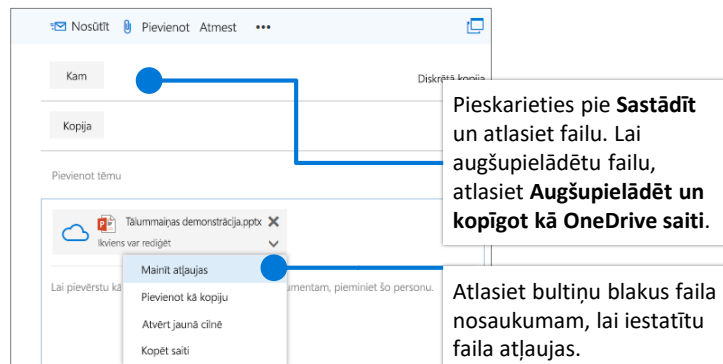 Nosūtīt Pievienot Atmest •••
Kam
Diskrētā kopija
Kopija
Pieskarieties pie Sastādīt
un atlasiet failu. Lai
augšupielādētu failu,
atlasiet Augšupielādēt un
kopīgot kā OneDrive saiti.
Pievienot tēmu
Tālummaiņas demonstrācija.pptx
Ikviens var rediģēt
Mainīt atļaujas
Lai pievērstu kā umentam, pieminiet šo personu.
Pievienot kā kopiju
Atvērt jaunā cilnē
Kopēt saiti
Atlasiet bultiņu blakus faila
nosaukumam, lai iestatītu
faila atļaujas.